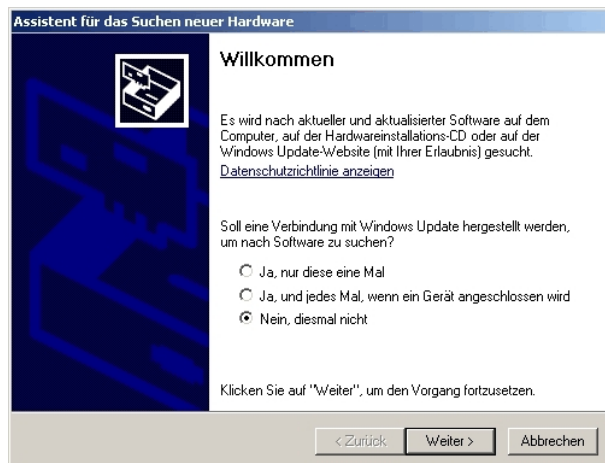 Assistent für das Suchen neuer Hardware
Willkommen
Es wird nach aktueller und aktualisierter Software auf dem
Computer, auf der Hardwareinstallations-CD oder auf der
Windows Update-Website (mit Ihrer Erlaubnis) gesucht.
Datenschutzrichtlinie anzeigen
Soll eine Verbindung mit Windows Update hergestellt werden,
um nach Software zu suchen?
Ja, nur diese eine Mal
Ja, und jedes Mal, wenn ein Gerät angeschlossen wird
Nein, diesmal nicht
Klicken Sie auf "Weiter", um den Vorgang fortzusetzen.
< Zurück Weiter > Abbrechen